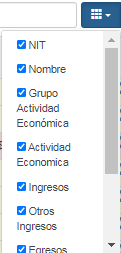 NIT
Nombre
Grupo
Actividad
Económica
Actividad
Economica
Ingresos
Otros
Ingresos
Egresos